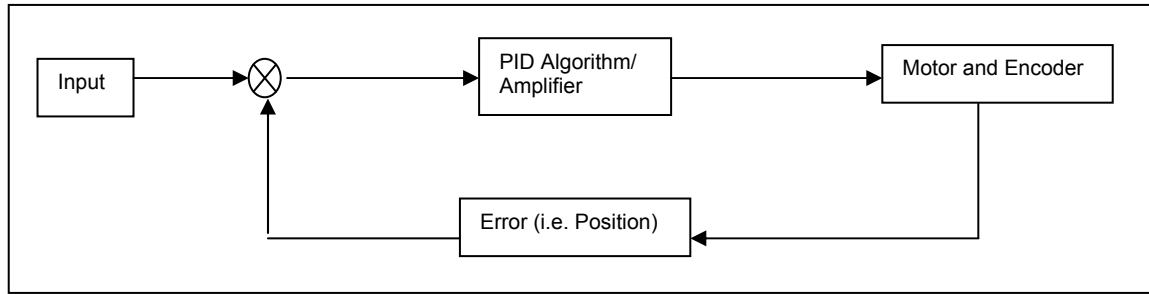 Input
PID Algorithm/
Amplifier
Motor and Encoder
Error (i.e. Position)